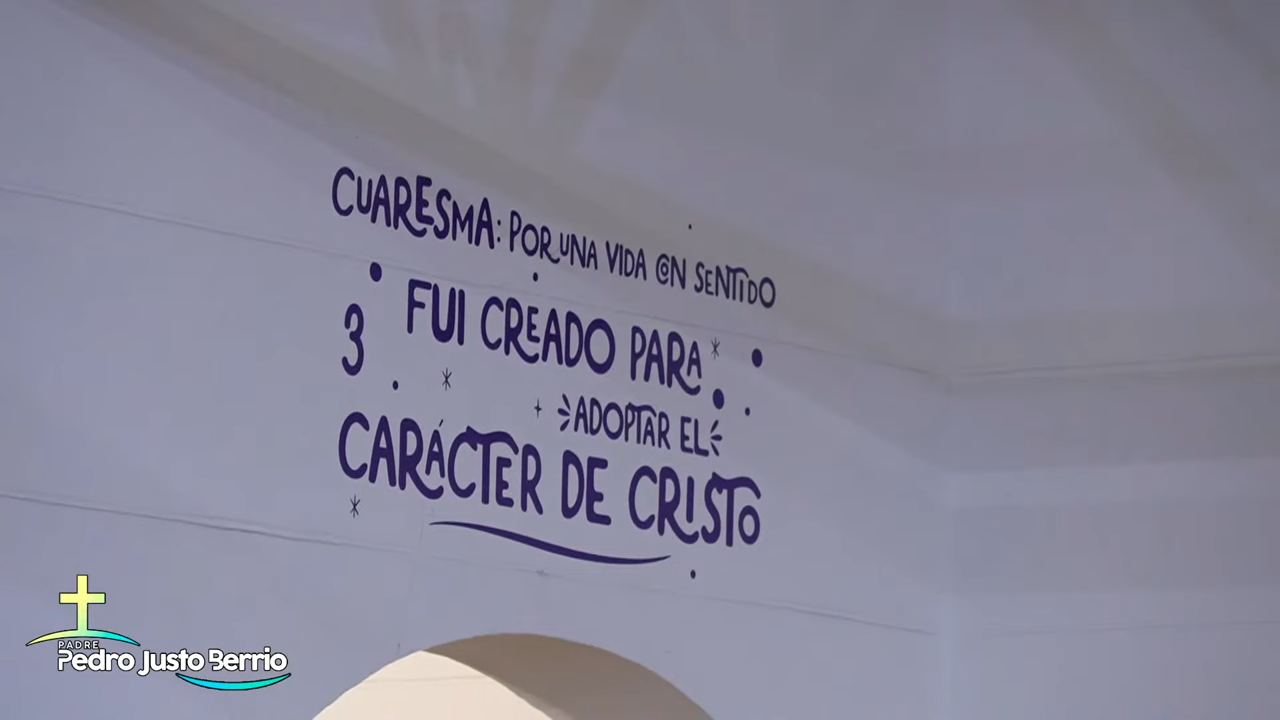 CUARESMA: POR UNA VIDA CON SENTIDO
3 FUI CREADO PARA
ADOPTAR EL
CARÁCTER DE CRISTO
PADRE
Pedro Justo Berrio